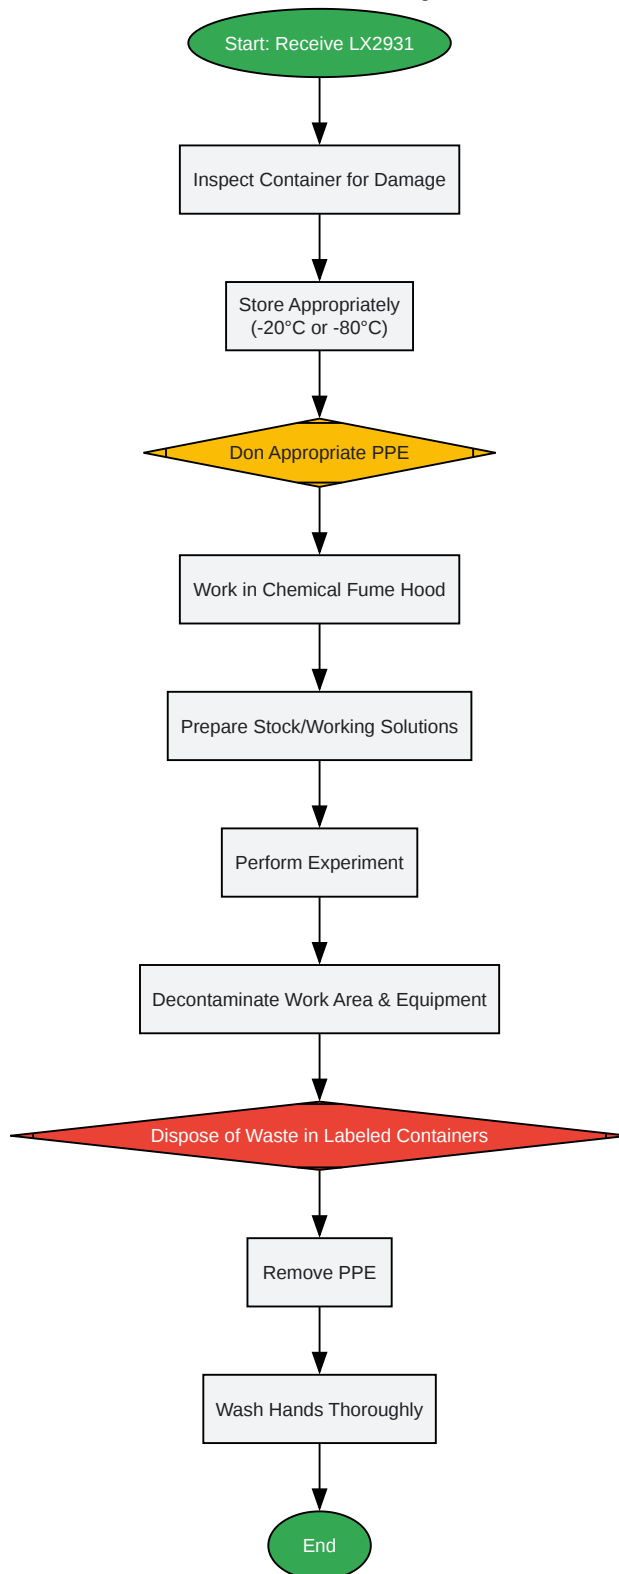 Start: Receive LX2931
Inspect Container for Damage
Store Appropriately
(-20°C or -80°C)
Don Appropriate PPE
Work in Chemical Fume Hood
Prepare Stock/Working Solutions
Perform Experiment
Decontaminate Work Area & Equipment
Dispose of Waste in Labeled Containers
Remove PPE
Wash Hands Thoroughly
End